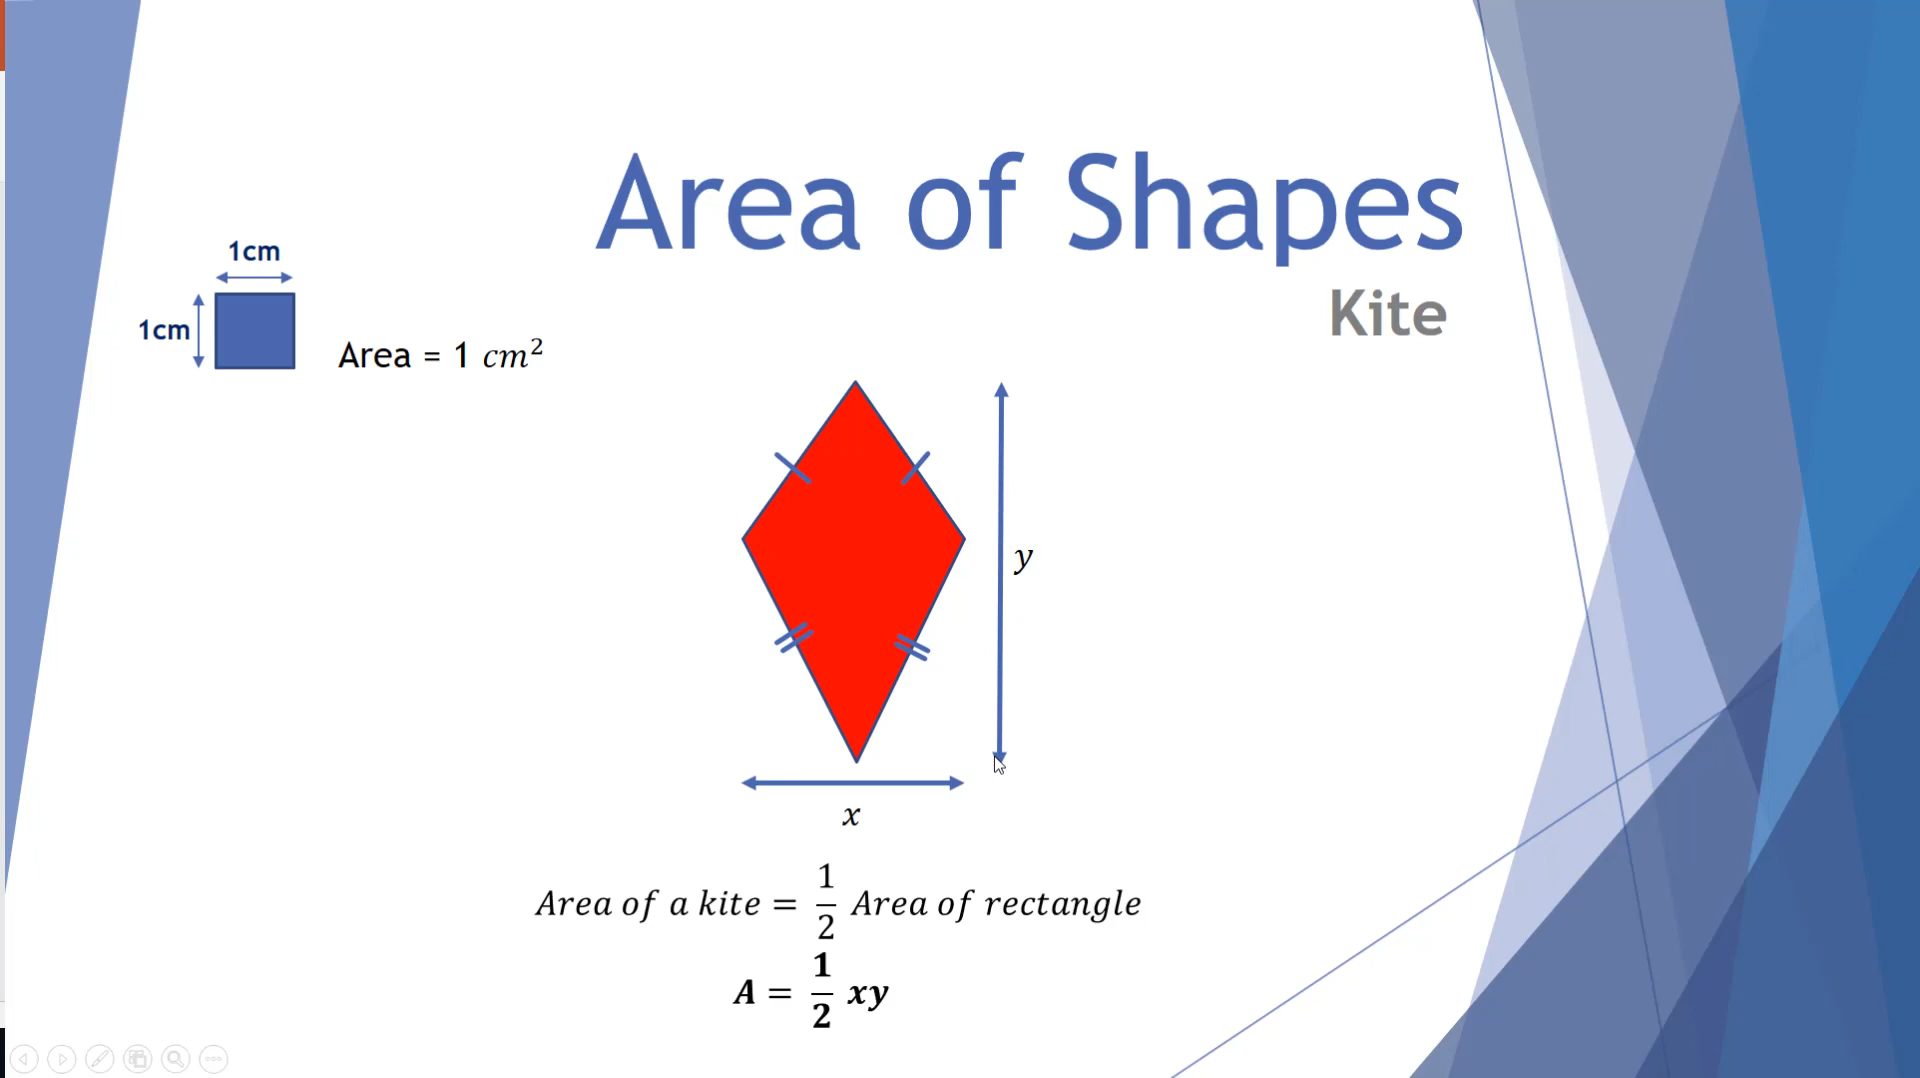 Area of Shapes
Kite
1cm
1cm
Area = 1 cm²
y
x
Area of a kite = 1/2 Area of rectangle
A = 1/2 xy